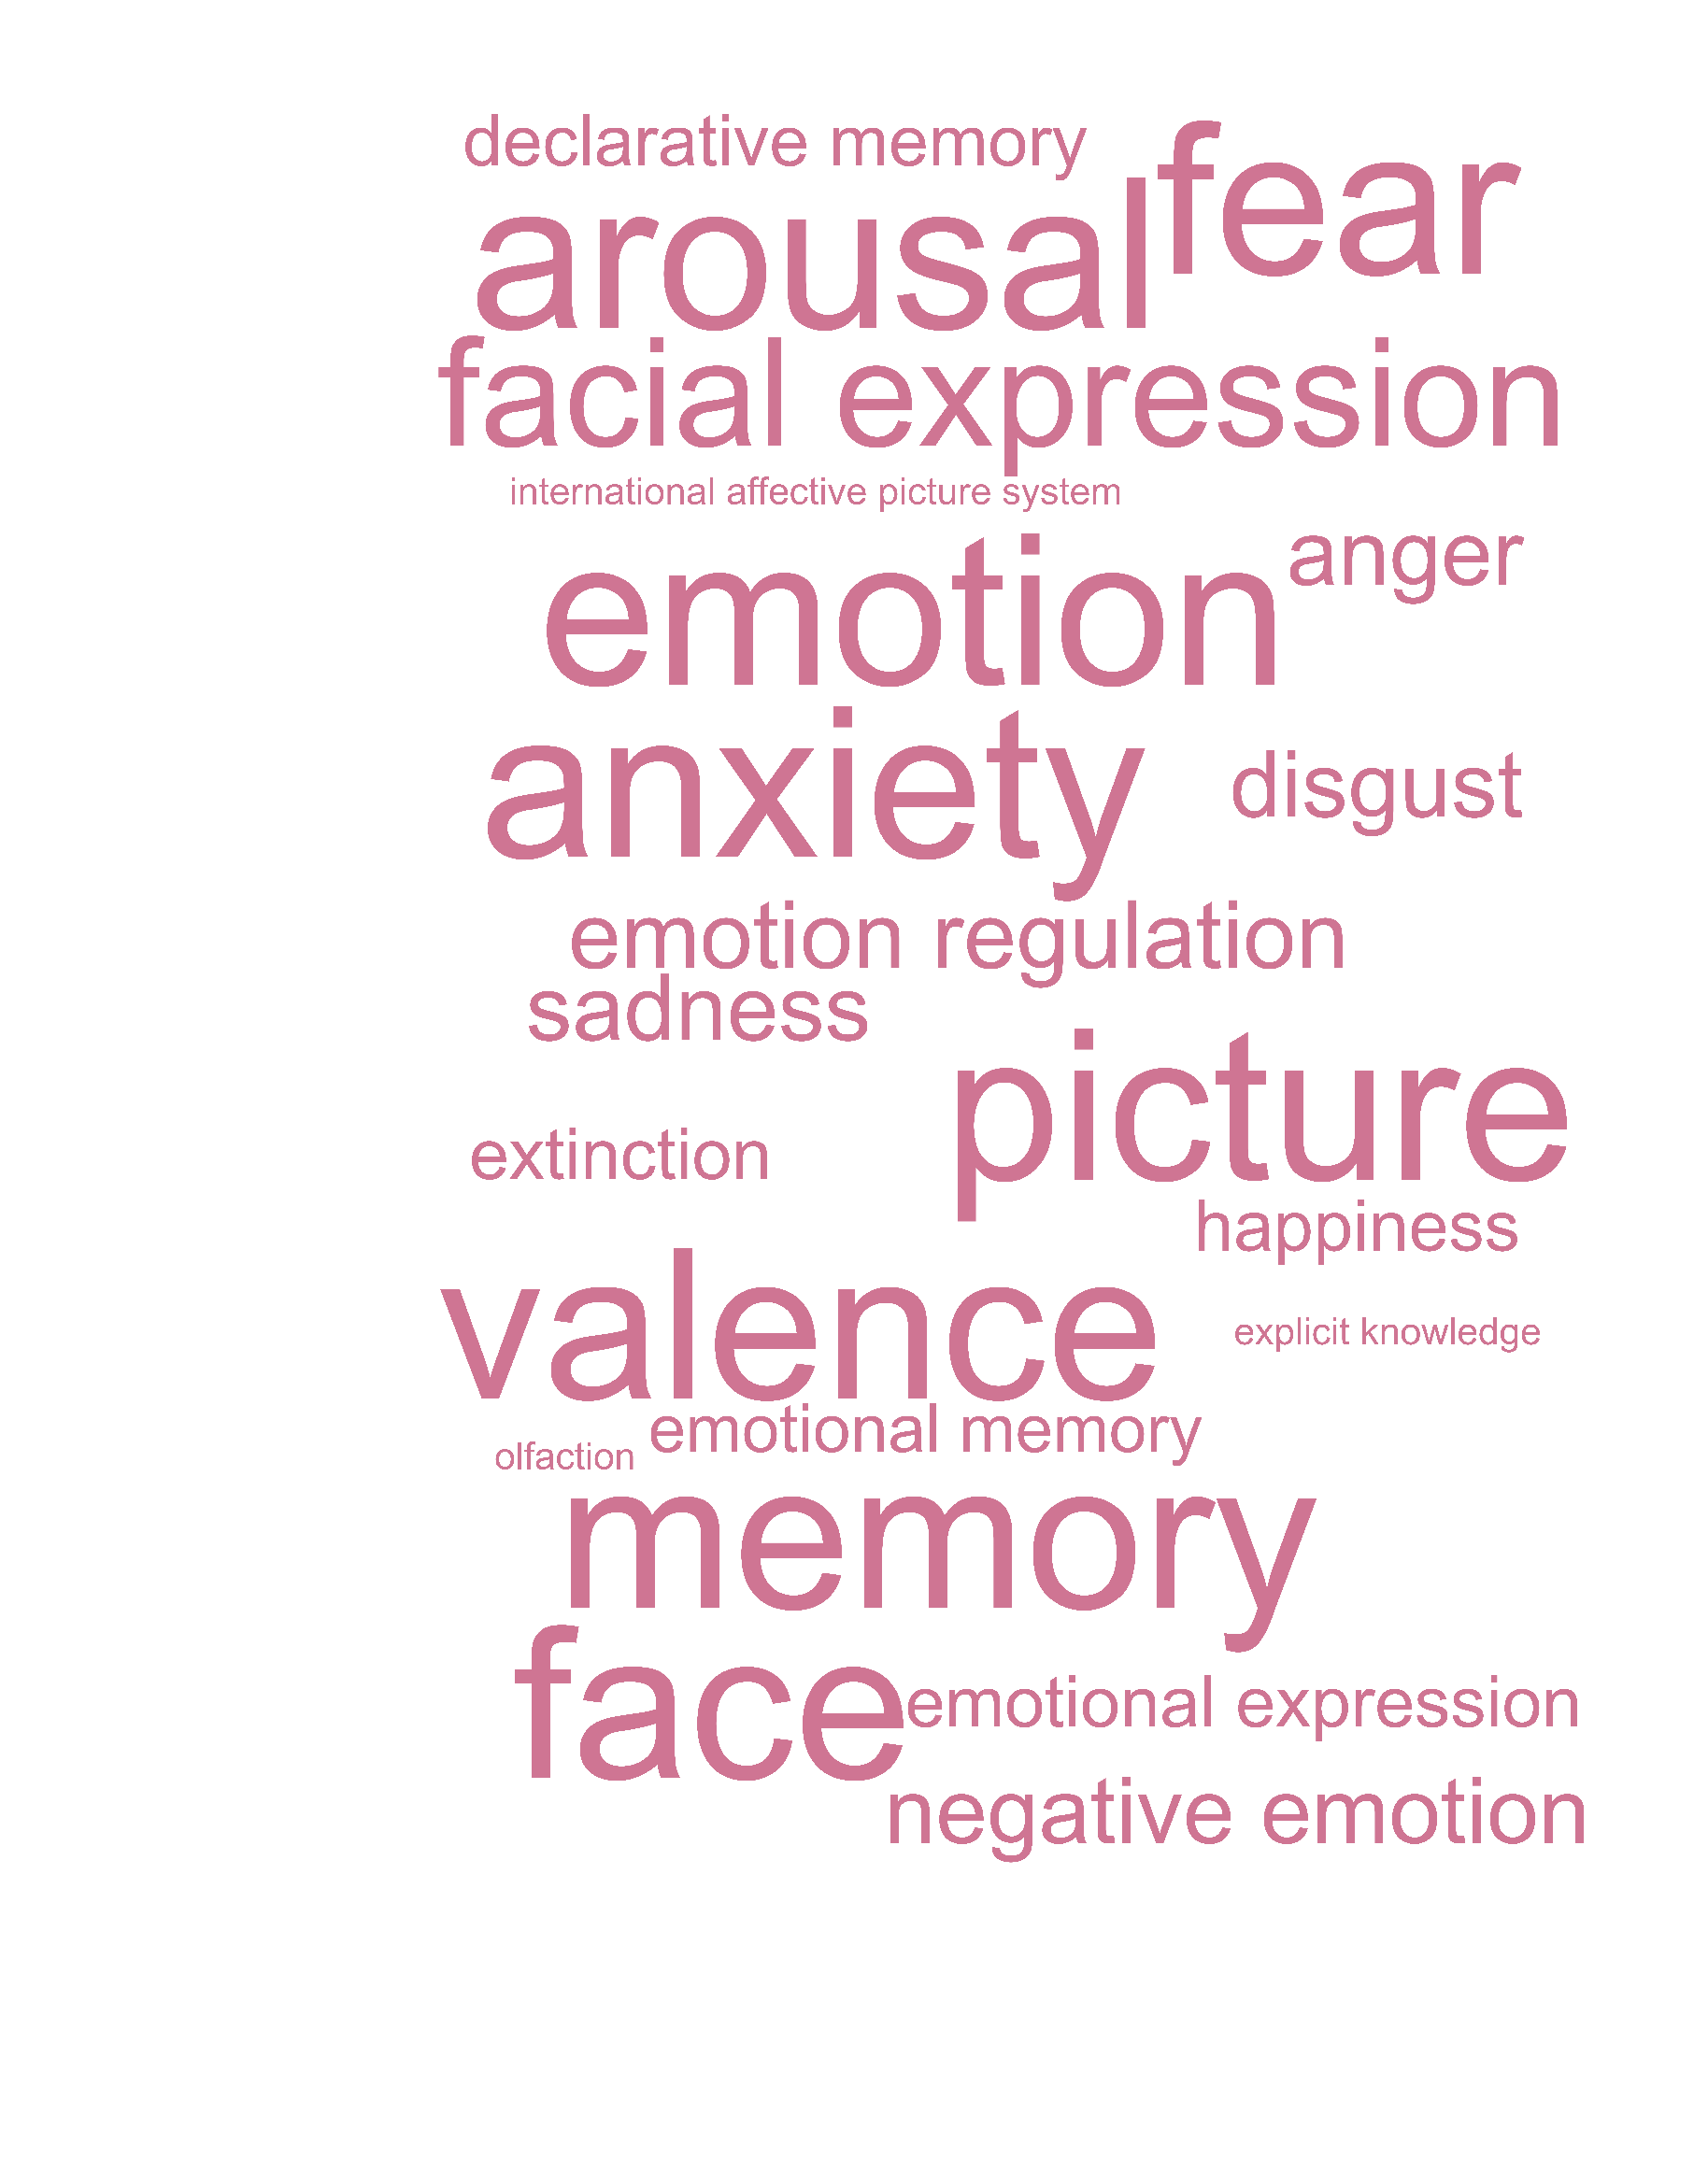 declarative memory
fear
arousal
facial expression
international affective picture system
anger
emotion
anxiety
disgust
emotion regulation
sadness
picture
extinction
happiness
valence
explicit knowledge
emotional memory
olfaction
memory
face
emotional expression
negative emotion